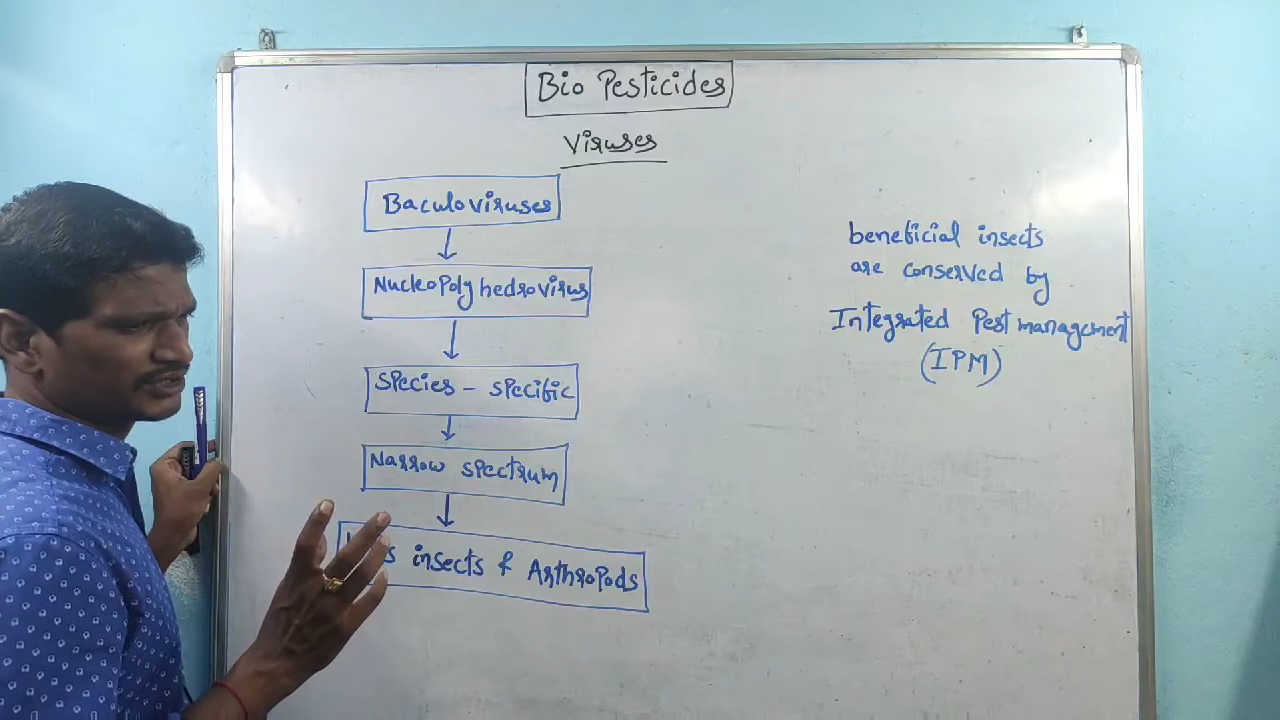 Bio Pesticides
Viruses
Baculoviruses
Nucleopolyhedrovirus
Species - specific
Narrow spectrum
insects & Arthropods
beneficial insects
are conserved by
Integrated Pest management
(IPM)